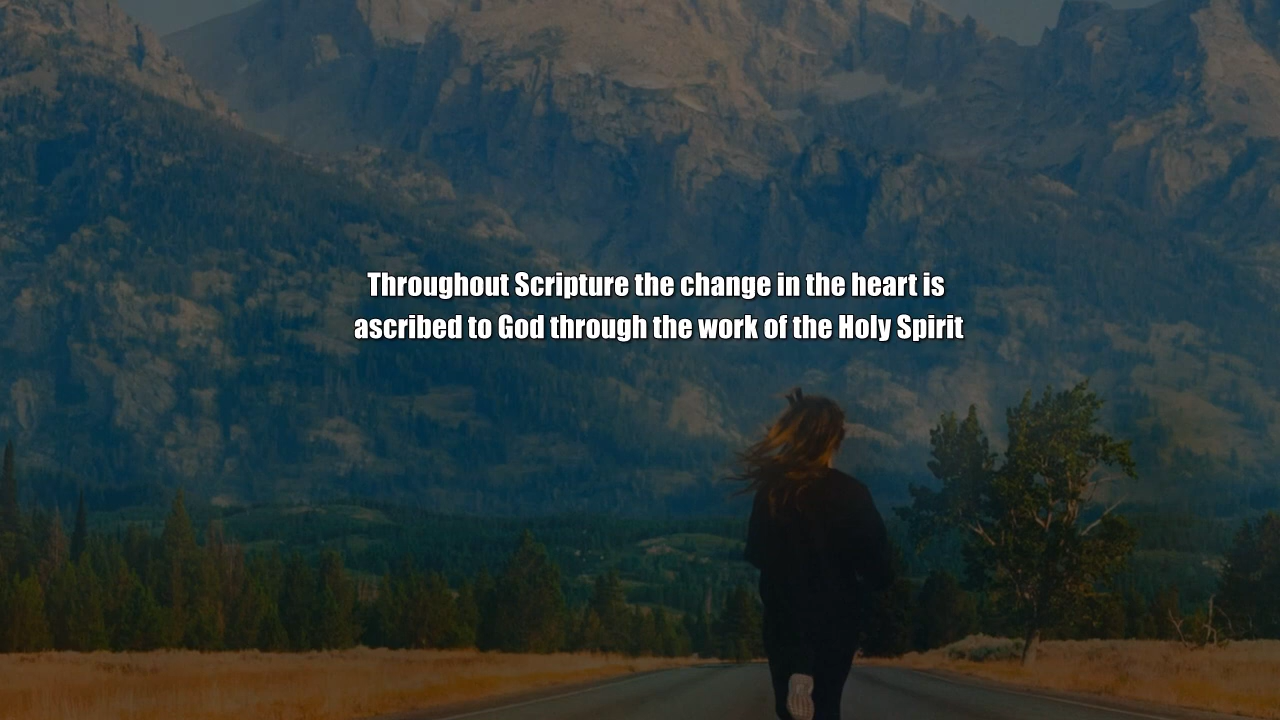 Throughout Scripture the change in the heart is
ascribed to God through the work of the Holy Spirit